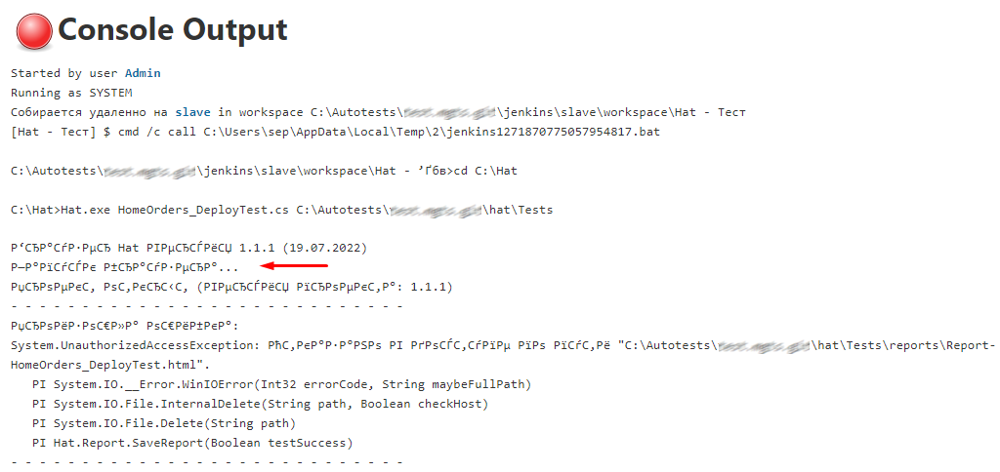 Console Output
Started by user Admin
Running as SYSTEM
Собирается удаленно на slave in workspace C:\Autotests\ \jenkins\slave\workspace\Hat - Тест
[Hat - Тест] $ cmd /c call C:\Users\sep\AppData\Local\Temp\2\jenkins1271870775057954817.bat
C:\Autotests\ \jenkins\slave\workspace\Hat - ’Ґбв>cd C:\Hat
C:\Hat>Hat.exe HomeOrders_DeployTest.cs C:\Autotests\ \hat\Tests
Р‘СЂР°СѓР·РµСЂ Hat РІРµСЂСЃРёСЏ 1.1.1 (19.07.2022)
Р—Р°РїСѓСЃРє Р±СЂР°СѓР·РµСЂР°...
РџСЂРѕРµРєС‚ РѕС‚РєСЂС‹С‚ (РІРµСЂСЃРёСЏ РїСЂРѕРµРєС‚Р°: 1.1.1)
- - - - - - - - - - - - - - - - - - - - - - - - - - - -
РџСЂРѕРёР·РѕС€Р»Р° РѕС€РёР±РєР°:
System.UnauthorizedAccessException: РћС‚РєР°Р·Р°РЅРѕ РІ РґРѕСЃС‚СѓРїРµ РїРѕ РїСѓС‚Рё "C:\Autotests\ \hat\Tests\reports\Report-
HomeOrders_DeployTest.html".
РІ System.IO.__Error.WinIOError(Int32 errorCode, String maybeFullPath)
РІ System.IO.File.InternalDelete(String path, Boolean checkHost)
РІ System.IO.File.Delete(String path)
РІ Hat.Report.SaveReport(Boolean testSuccess)
- - - - - - - - - - - - - - - - - - - - - - - - - - - -